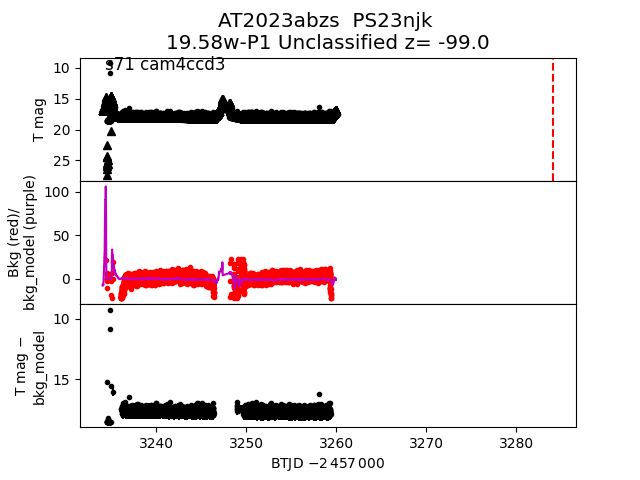 AT2023abzs  PS23njk
19.58w-P1 Unclassified z= -99.0
s71 cam4ccd3
T mag
10
15
20
25
Bkg (red)/
bkg_model (purple)
100
50
0
T mag −
bkg_model
10
15
3240
3250
3260
3270
3280
BTJD −2 457 000